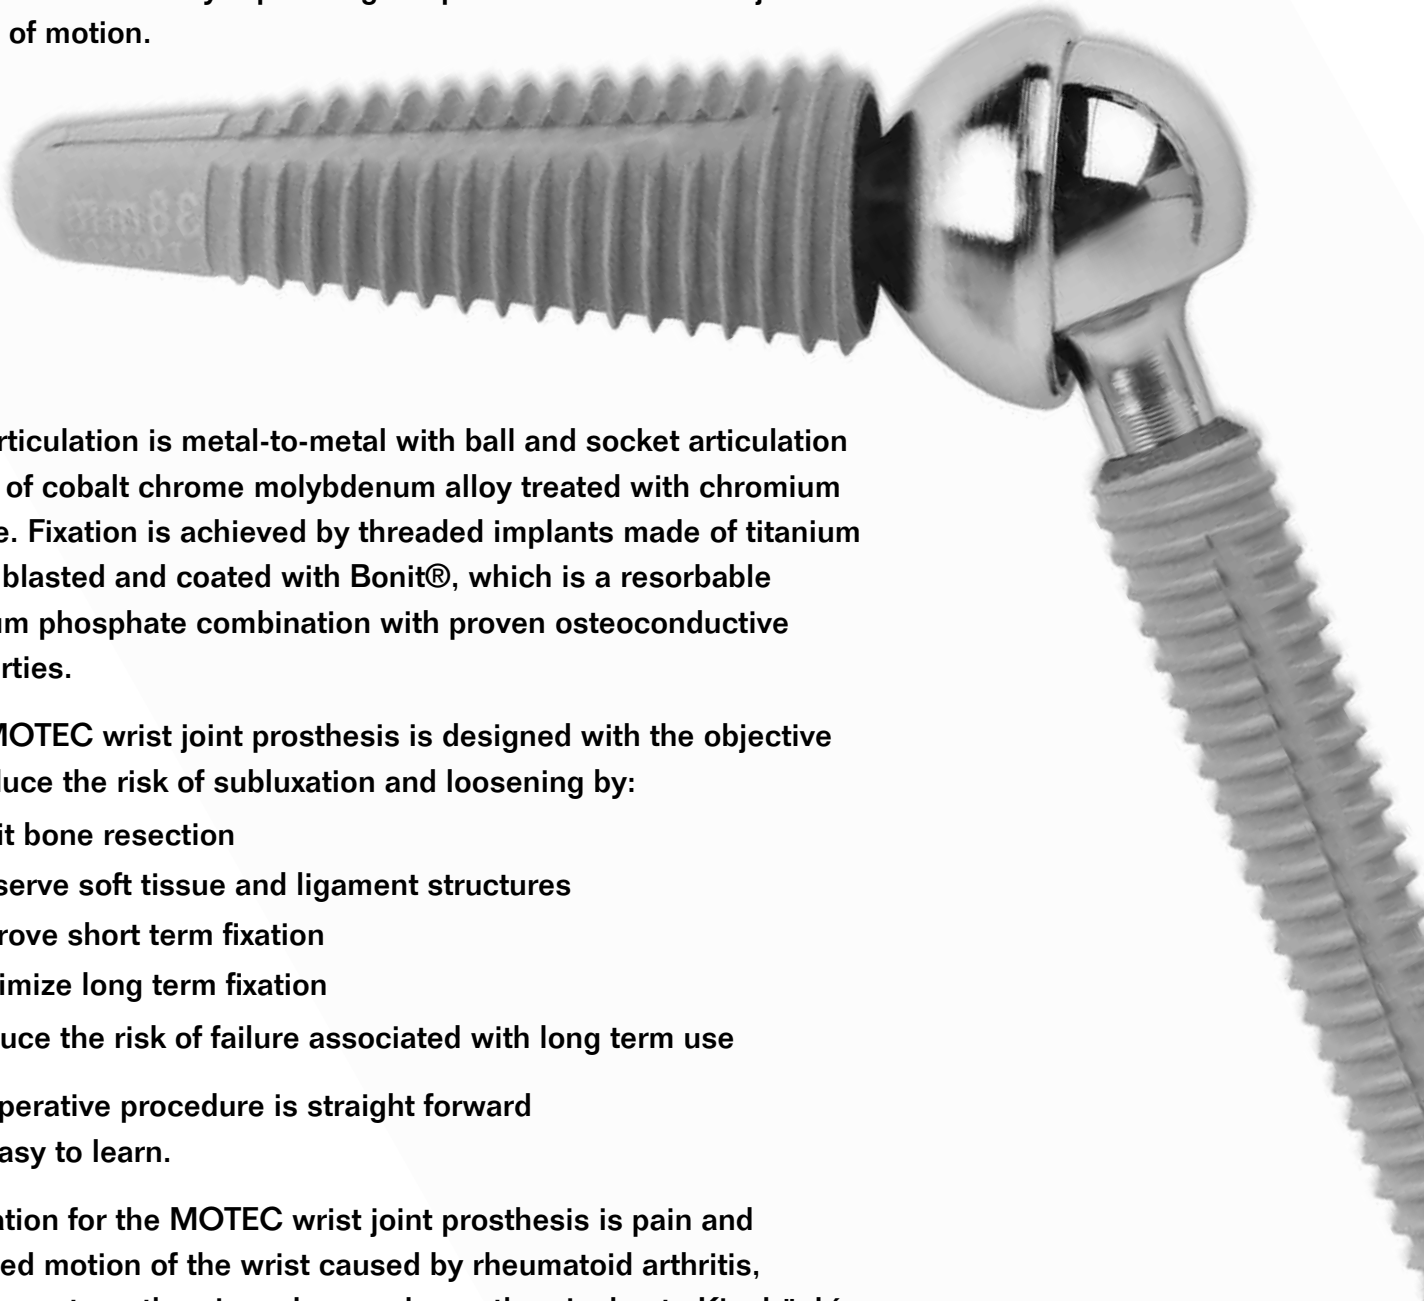 of motion.
38mm
rticulation is metal-to-metal with ball and socket articulation
of cobalt chrome molybdenum alloy treated with chromium
e. Fixation is achieved by threaded implants made of titanium
blasted and coated with Bonit®, which is a resorbable
um phosphate combination with proven osteoconductive
rties.
MOTEC wrist joint prosthesis is designed with the objective
duce the risk of subluxation and loosening by:
it bone resection
serve soft tissue and ligament structures
rove short term fixation
imize long term fixation
uce the risk of failure associated with long term use
perative procedure is straight forward
asy to learn.
ation for the MOTEC wrist joint prosthesis is pain and
ed motion of the wrist caused by rheumatoid arthritis,